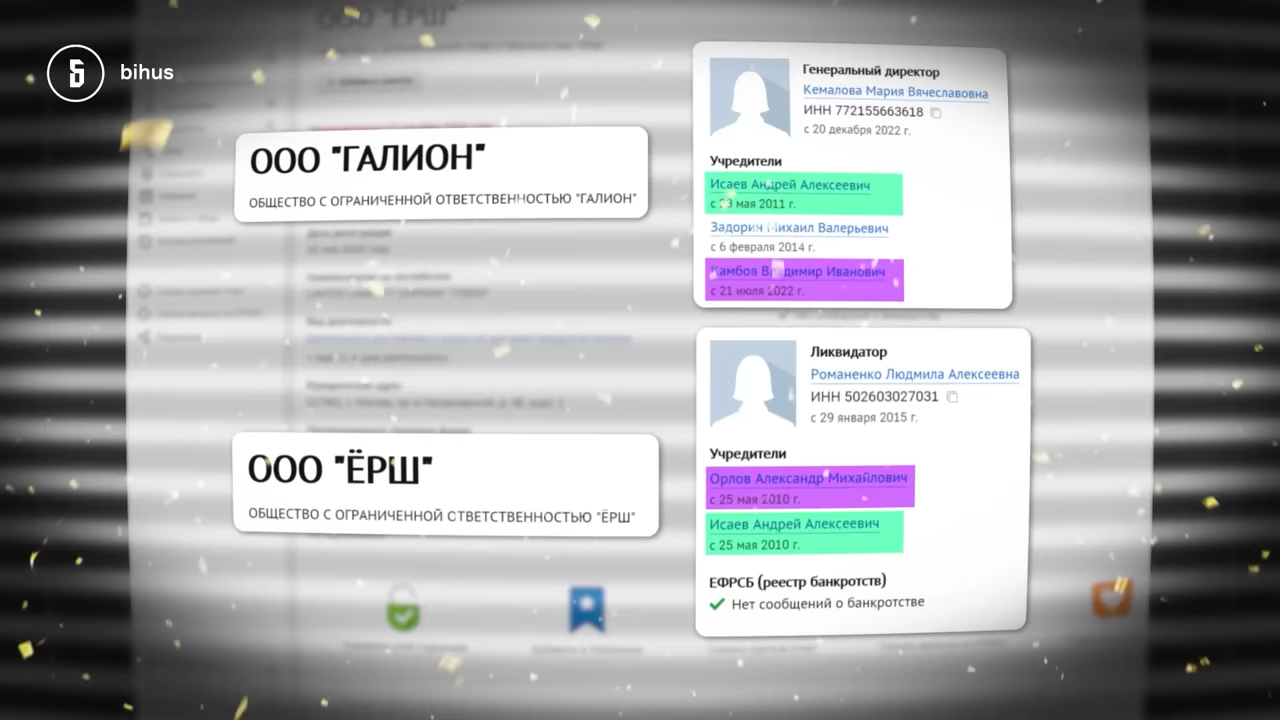 bihus
ООО "ГАЛИОН"
ОБЩЕСТВО С ОГРАНИЧЕННОЙ ОТВЕТСТВЕННОСТЬЮ "ГАЛИОН"
Генеральный директор
Кемалова Мария Вячеславовна
ИНН 772155663618
с 20 декабря 2022 г.
Учредители
Исаев Андрей Алексеевич
с 23 мая 2011 г.
Задорин Михаил Валерьевич
с 6 февраля 2014 г.
Камбов Владимир Иванович
с 21 июля 2022 г.
ООО "ЁРШ"
ОБЩЕСТВО С ОГРАНИЧЕННОЙ ОТВЕТСТВЕННОСТЬЮ "ЁРШ"
Ликвидатор
Романенко Людмила Алексеевна
ИНН 502603027031
с 29 января 2015 г.
Учредители
Орлов Александр Михайлович
с 25 мая 2010 г.
Исаев Андрей Алексеевич
с 25 мая 2010 г.
ЕФРСБ (реестр банкротств)
Нет сообщений о банкротстве